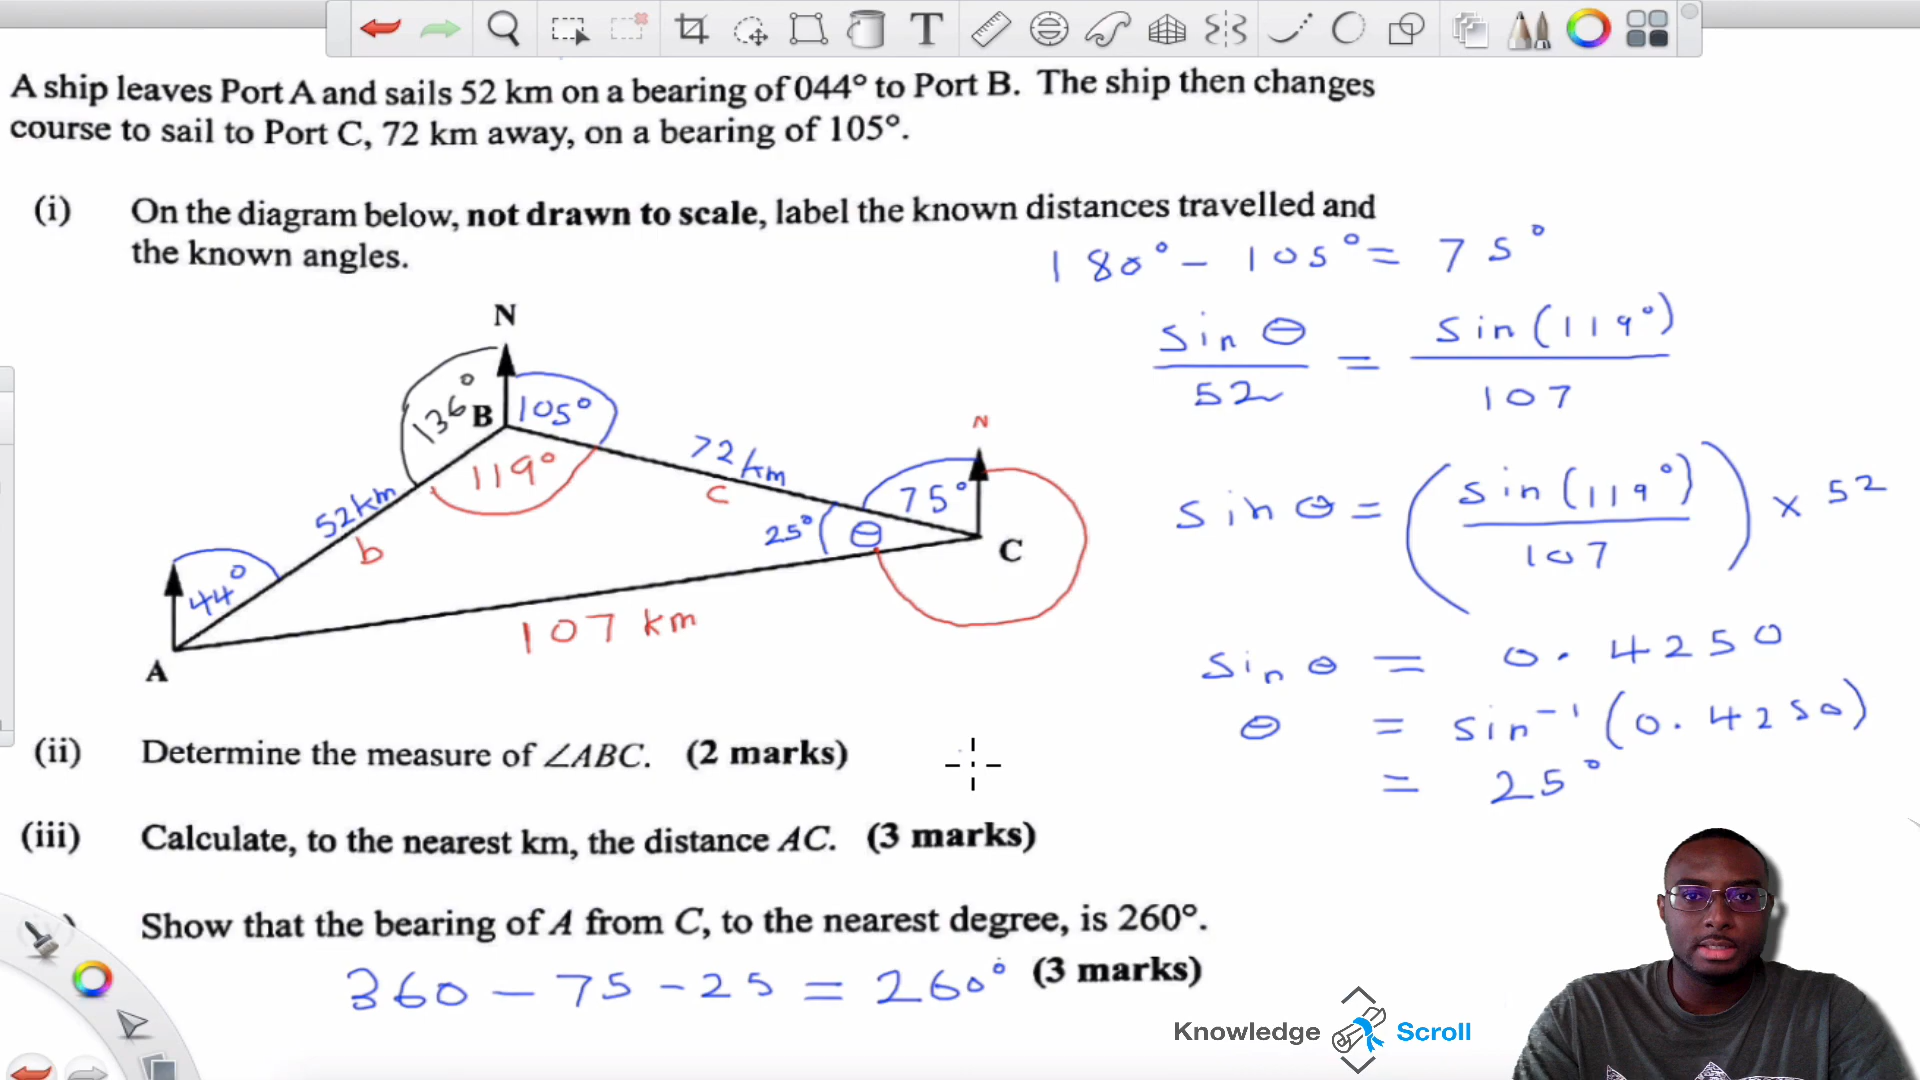 A ship leaves Port A and sails 52 km on a bearing of 044° to Port B. The ship then changes
course to sail to Port C, 72 km away, on a bearing of 105°.
(i) On the diagram below, not drawn to scale, label the known distances travelled and
the known angles.
180° - 105° = 75°
sin θ / 52 = sin(119°) / 107
sin θ = (sin(119°) / 107) × 52
sin θ = 0.4250
θ = sin⁻¹(0.4250)
= 25°
N
136°
B
105°
119°
72km
c
N
75°
52km
b
25°
θ
C
44°
107 km
A
(ii) Determine the measure of ∠ABC. (2 marks)
(iii) Calculate, to the nearest km, the distance AC. (3 marks)
) Show that the bearing of A from C, to the nearest degree, is 260°.
360 - 75 - 25 = 260° (3 marks)
Knowledge Scroll